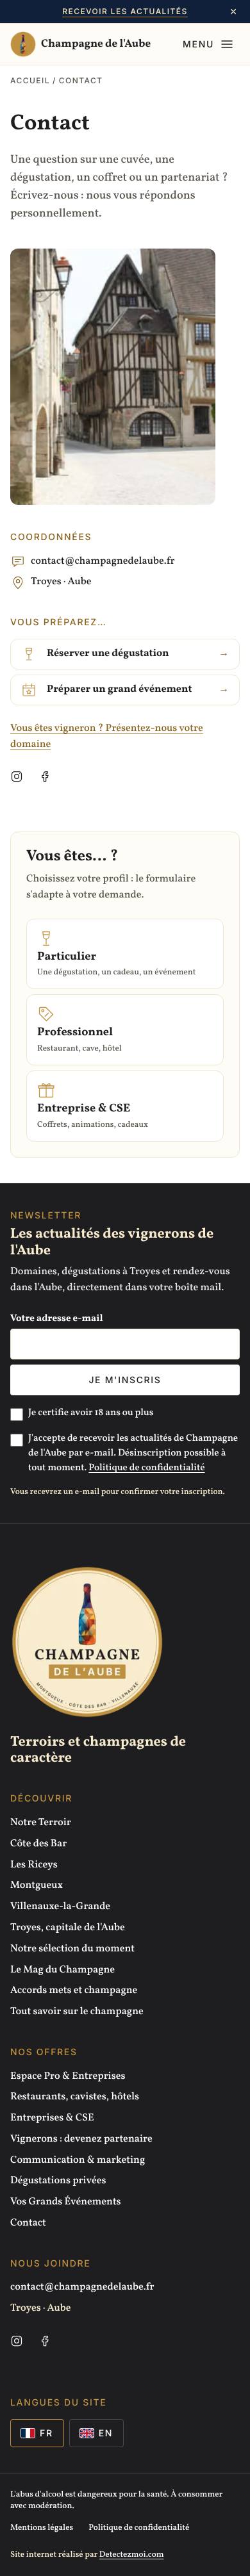 RECEVOIR LES ACTUALITÉS ×
Champagne de l'Aube MENU
ACCUEIL / CONTACT
Contact
Une question sur une cuvée, une
dégustation, un coffret ou un partenariat ?
Écrivez-nous : nous vous répondons
personnellement.
COORDONNÉES
contact@champagnedelaube.fr
Troyes · Aube
VOUS PRÉPAREZ…
Réserver une dégustation →
Préparer un grand événement →
Vous êtes vigneron ? Présentez-nous votre
domaine
Vous êtes… ?
Choisissez votre profil : le formulaire
s'adapte à votre demande.
Particulier
Une dégustation, un cadeau, un événement
Professionnel
Restaurant, cave, hôtel
Entreprise & CSE
Coffrets, animations, cadeaux
NEWSLETTER
Les actualités des vignerons de
l'Aube
Domaines, dégustations à Troyes et rendez-vous
dans l'Aube, directement dans votre boîte mail.
Votre adresse e-mail
JE M'INSCRIS
Je certifie avoir 18 ans ou plus
J'accepte de recevoir les actualités de Champagne
de l'Aube par e-mail. Désinscription possible à
tout moment. Politique de confidentialité
Vous recevrez un e-mail pour confirmer votre inscription.
CHAMPAGNE
DE L'AUBE
MONTGUEUX · CÔTE DES BAR · VILLENAUXE
Terroirs et champagnes de
caractère
DÉCOUVRIR
Notre Terroir
Côte des Bar
Les Riceys
Montgueux
Villenauxe-la-Grande
Troyes, capitale de l'Aube
Notre sélection du moment
Le Mag du Champagne
Accords mets et champagne
Tout savoir sur le champagne
NOS OFFRES
Espace Pro & Entreprises
Restaurants, cavistes, hôtels
Entreprises & CSE
Vignerons : devenez partenaire
Communication & marketing
Dégustations privées
Vos Grands Événements
Contact
NOUS JOINDRE
contact@champagnedelaube.fr
Troyes · Aube
LANGUES DU SITE
FR EN
L'abus d'alcool est dangereux pour la santé. À consommer
avec modération.
Mentions légales Politique de confidentialité
Site internet réalisé par Detectezmoi.com